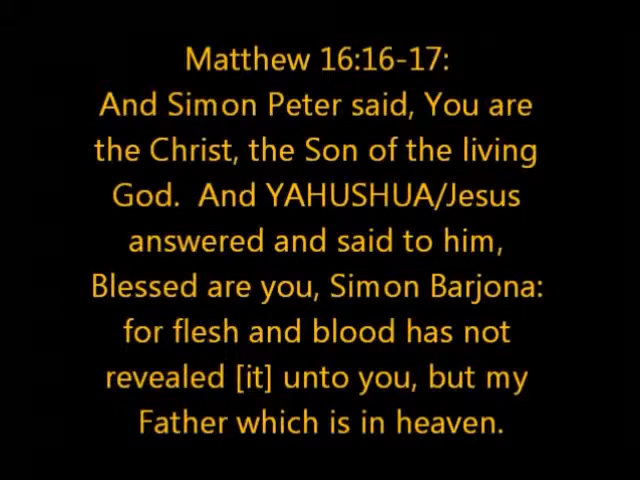 Matthew 16:16-17:
And Simon Peter said, You are
the Christ, the Son of the living
God.  And YAHUSHUA/Jesus
answered and said to him,
Blessed are you, Simon Barjona:
for flesh and blood has not
revealed [it] unto you, but my
Father which is in heaven.